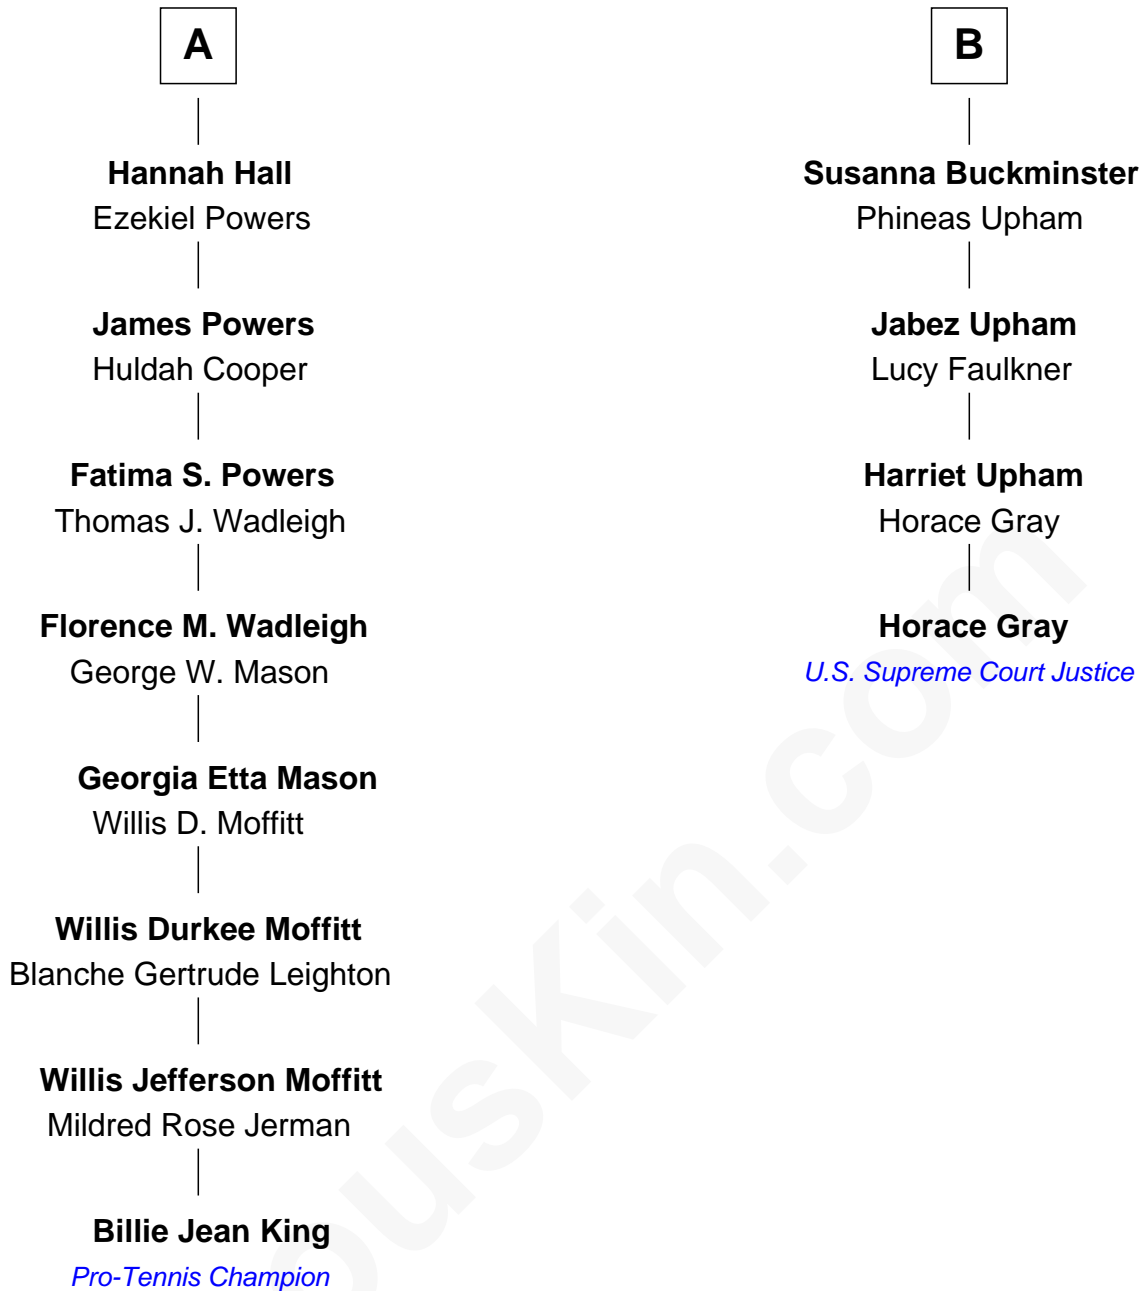 A
Hannah Hall
Ezekiel Powers
James Powers
Huldah Cooper
Fatima S. Powers
Thomas J. Wadleigh
Florence M. Wadleigh
George W. Mason
Georgia Etta Mason
Willis D. Moffitt
Willis Durkee Moffitt
Blanche Gertrude Leighton
Willis Jefferson Moffitt
Mildred Rose Jerman
Billie Jean King
Pro-Tennis Champion
B
Susanna Buckminster
Phineas Upham
Jabez Upham
Lucy Faulkner
Harriet Upham
Horace Gray
Horace Gray
U.S. Supreme Court Justice
ousKin.com